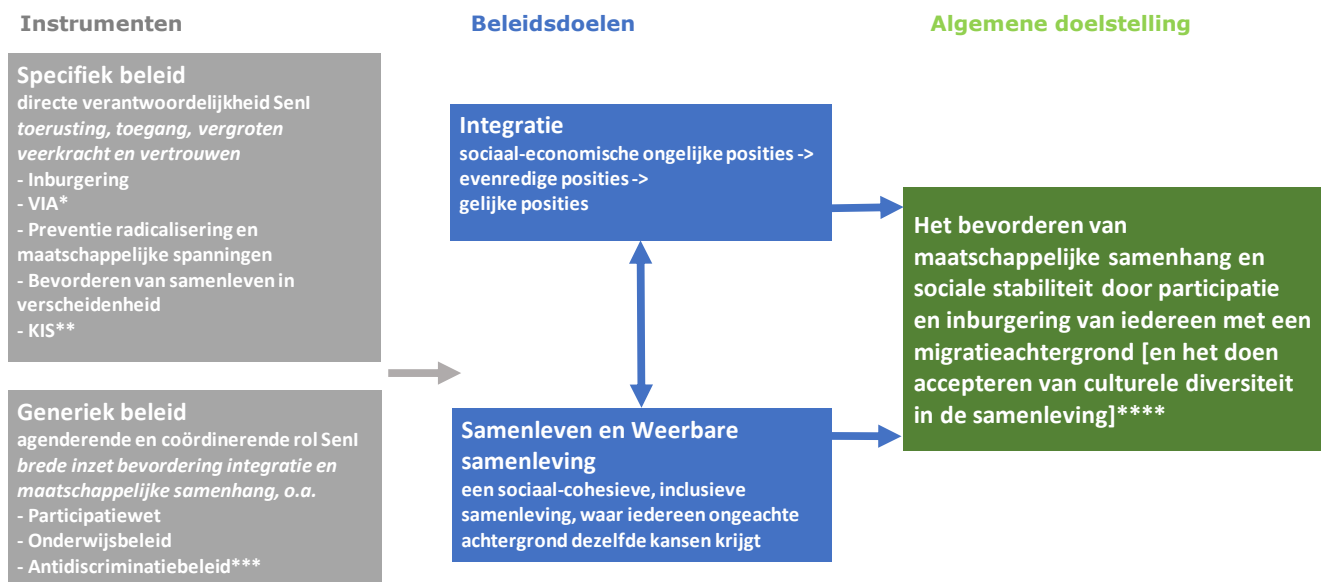 Instrumenten
Specifiek beleid
directe verantwoordelijkheid SenI
toerusting, toegang, vergroten
veerkracht en vertrouwen
- Inburgering
- VIA*
- Preventie radicalisering en
maatschappelijke spanningen
- Bevorderen van samenleven in
verscheidenheid
- KIS**
Generiek beleid
agenderende en coördinerende rol SenI
brede inzet bevordering integratie en
maatschappelijke samenhang, o.a.
- Participatiewet
- Onderwijsbeleid
- Antidiscriminatiebeleid***
Beleidsdoelen
Integratie
sociaal-economische ongelijke posities ->
evenredige posities ->
gelijke posities
Samenleven en Weerbare
samenleving
een sociaal-cohesieve, inclusieve
samenleving, waar iedereen ongeachte
achtergrond dezelfde kansen krijgt
Algemene doelstelling
Het bevorderen van
maatschappelijke samenhang en
sociale stabiliteit door participatie
en inburgering van iedereen met een
migratieachtergrond [en het doen
accepteren van culturele diversiteit
in de samenleving]****